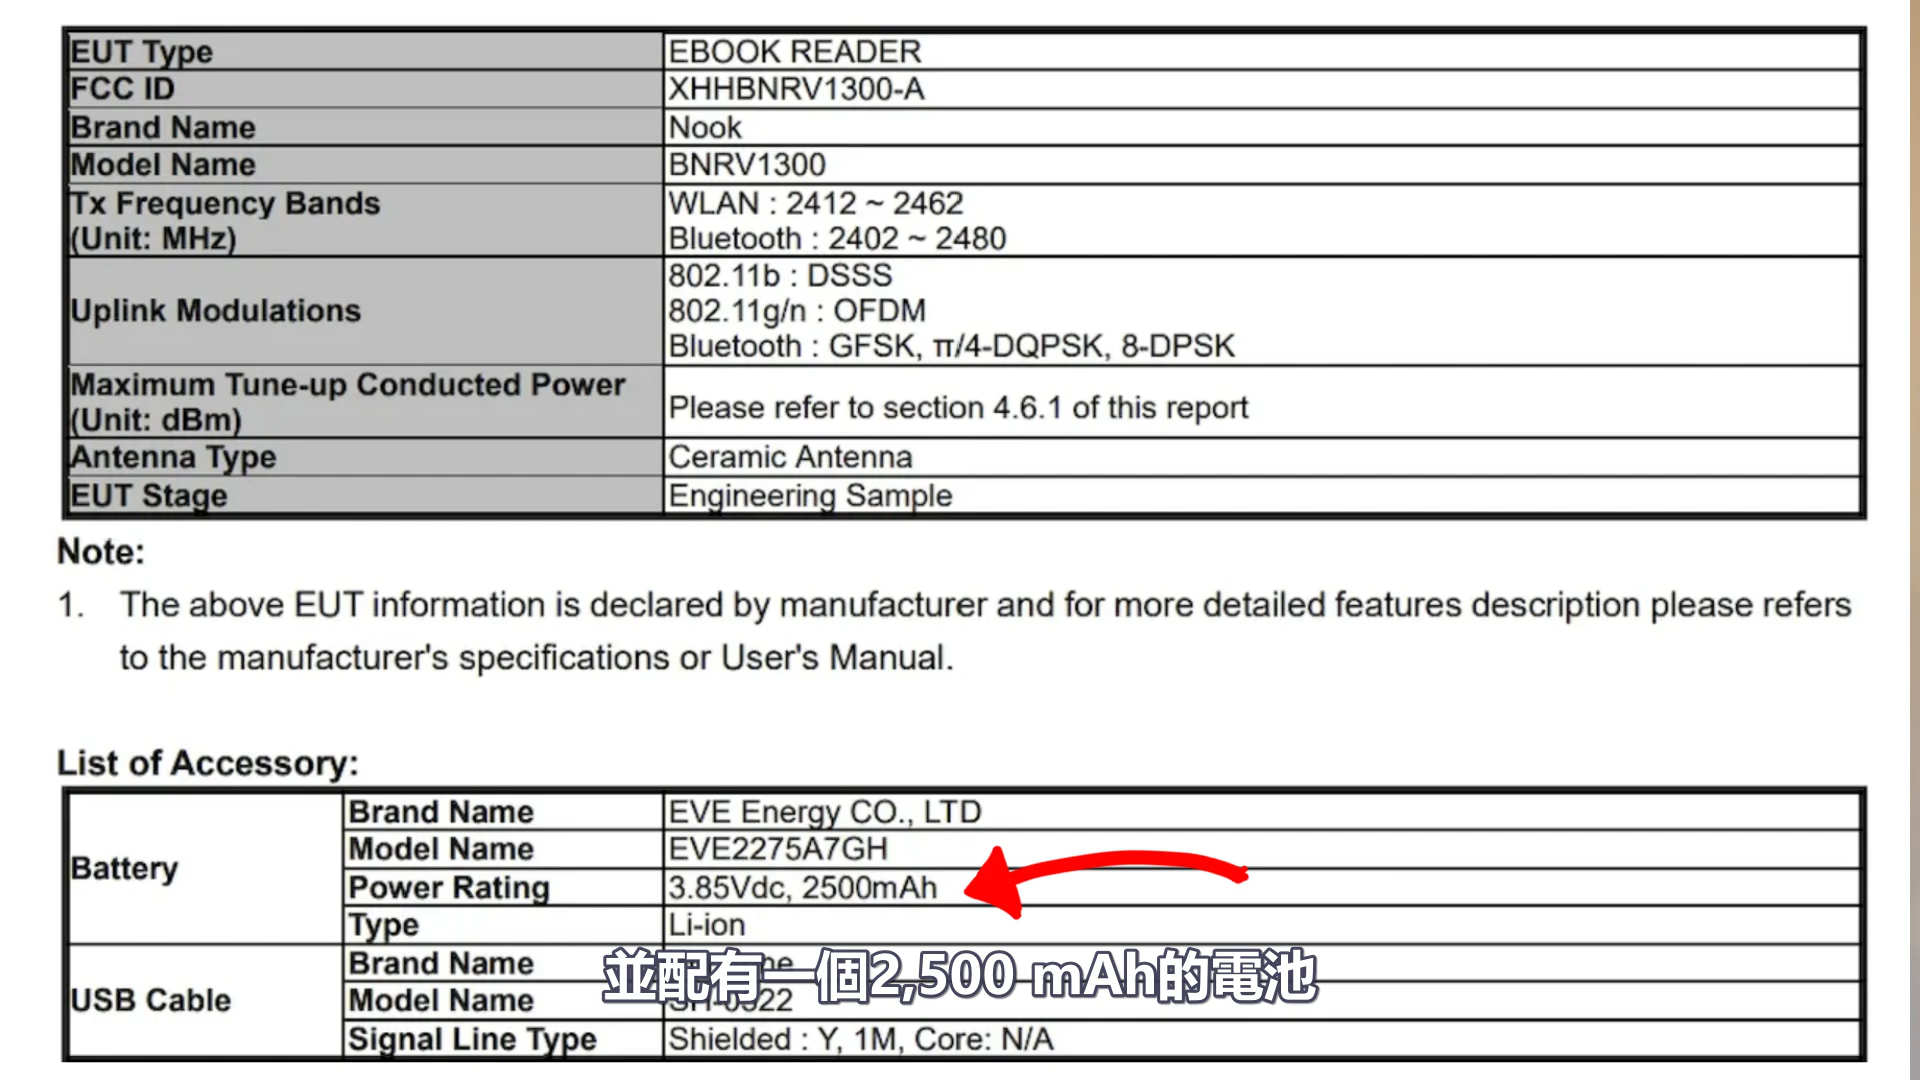 EUT Type EBOOK READER
FCC ID XHHBNRV1300-A
Brand Name Nook
Model Name BNRV1300
Tx Frequency Bands WLAN : 2412 ~ 2462
(Unit: MHz) Bluetooth : 2402 ~ 2480
802.11b : DSSS
Uplink Modulations 802.11g/n : OFDM
Bluetooth : GFSK, π/4-DQPSK, 8-DPSK
Maximum Tune-up Conducted Power
(Unit: dBm) Please refer to section 4.6.1 of this report
Antenna Type Ceramic Antenna
EUT Stage Engineering Sample
Note:
1. The above EUT information is declared by manufacturer and for more detailed features description please refers
to the manufacturer's specifications or User's Manual.
List of Accessory:
Battery
Brand Name EVE Energy CO., LTD
Model Name EVE2275A7GH
Power Rating 3.85Vdc, 2500mAh
Type Li-ion
USB Cable
Brand Name
Model Name
Signal Line Type Shielded : Y, 1M, Core: N/A
並配有一個2,500 mAh的電池